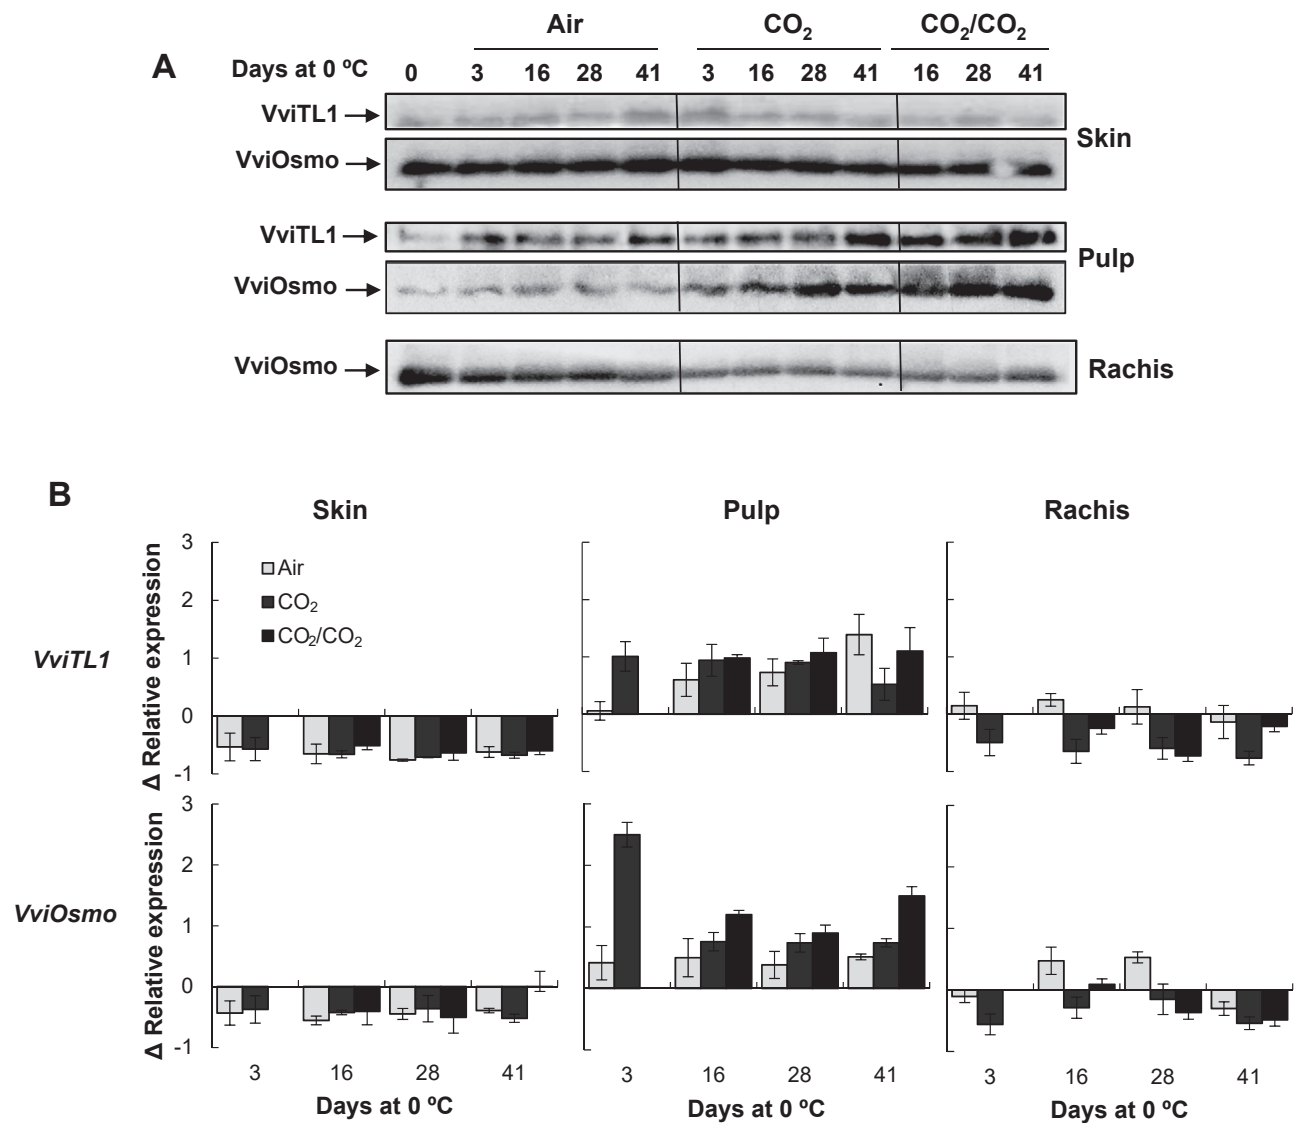 Air CO₂ CO₂/CO₂
A Days at 0 ºC 0 3 16 28 41 3 16 28 41 16 28 41
VviTL1
Skin
VviOsmo
VviTL1
Pulp
VviOsmo
VviOsmo Rachis
B
Skin Pulp Rachis
VviTL1
Δ Relative expression
3
2
1
0
-1
Air
CO₂
CO₂/CO₂
VviOsmo
Δ Relative expression
3
2
1
0
-1
3 16 28 41 3 16 28 41 3 16 28 41
Days at 0 ºC Days at 0 ºC Days at 0 ºC